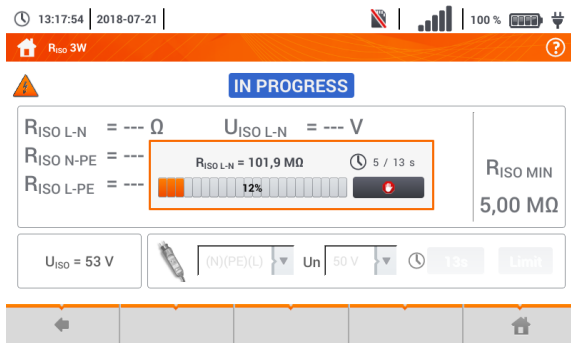 13:17:54 2018-07-21 100 %
RISO 3W ?
IN PROGRESS
RISO L-N = --- Ω UISO L-N = --- V
RISO N-PE = ---
RISO L-PE = ---
RISO L-N = 101,9 MΩ 5 / 13 s
12%
RISO MIN
5,00 MΩ
UISO = 53 V (N)(PE)(L) Un 50 V 13s Limit